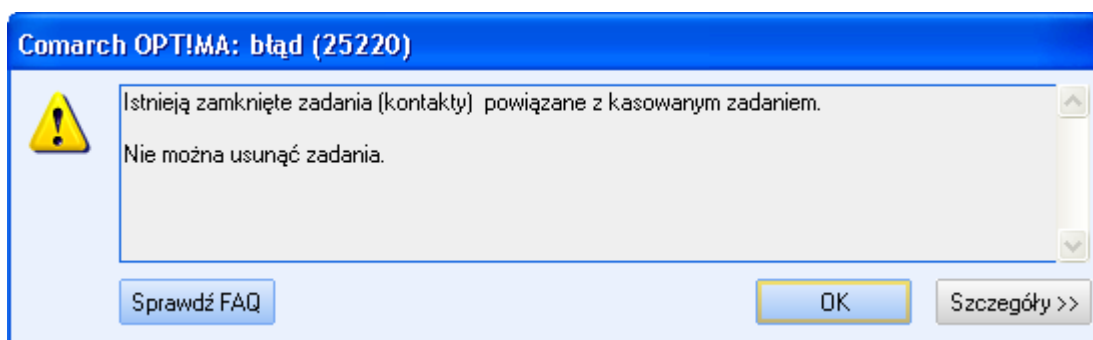 Comarch OPT!MA: błąd (25220)
Istnieją zamknięte zadania (kontakty) powiązane z kasowanym zadaniem.
Nie można usunąć zadania.
Sprawdź FAQ
OK
Szczegóły >>